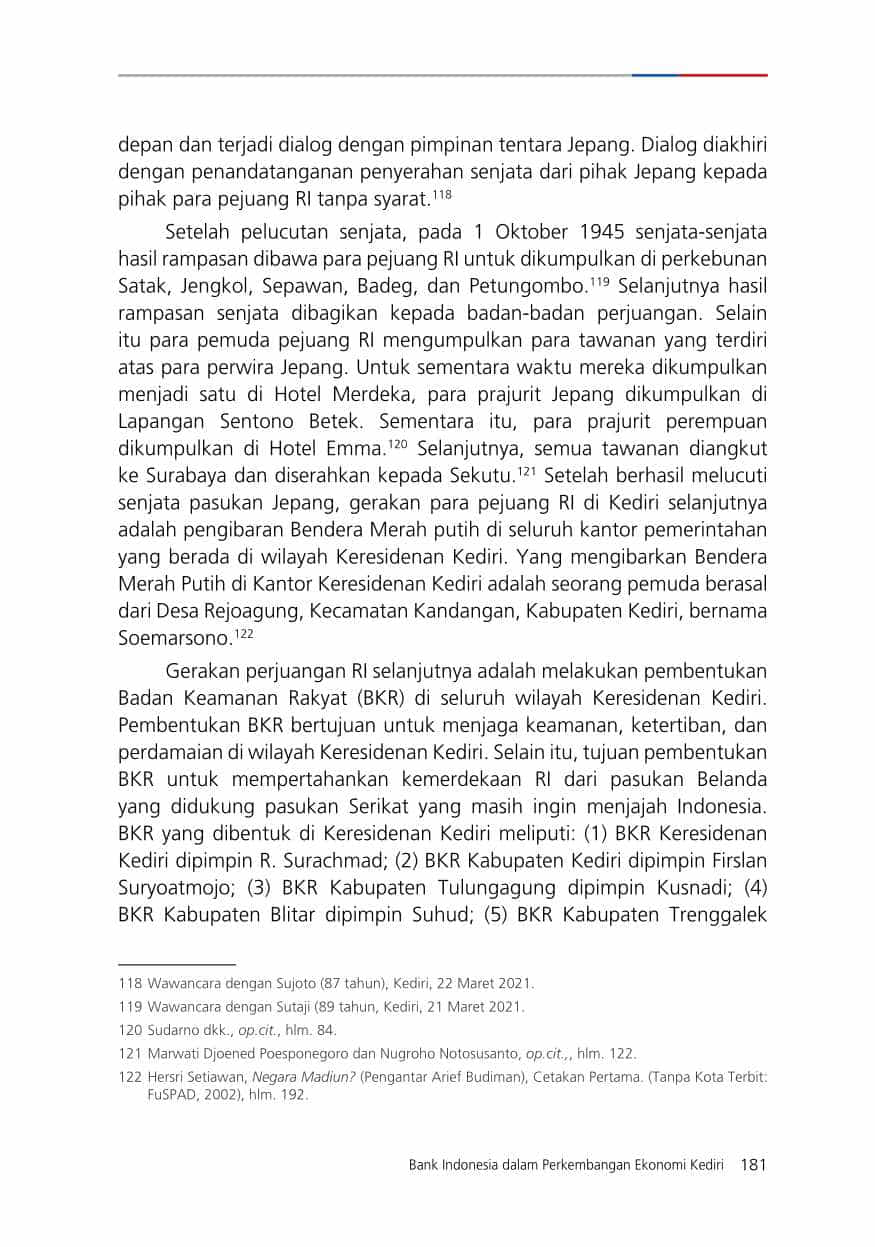 depan dan terjadi dialog dengan pimpinan tentara Jepang. Dialog diakhiri
dengan penandatanganan penyerahan senjata dari pihak Jepang kepada
pihak para pejuang RI tanpa syarat.118
Setelah pelucutan senjata, pada 1 Oktober 1945 senjata-senjata
hasil rampasan dibawa para pejuang RI untuk dikumpulkan di perkebunan
Satak, Jengkol, Sepawan, Badeg, dan Petungombo.119 Selanjutnya hasil
rampasan senjata dibagikan kepada badan-badan perjuangan. Selain
itu para pemuda pejuang RI mengumpulkan para tawanan yang terdiri
atas para perwira Jepang. Untuk sementara waktu mereka dikumpulkan
menjadi satu di Hotel Merdeka, para prajurit Jepang dikumpulkan di
Lapangan Sentono Betek. Sementara itu, para prajurit perempuan
dikumpulkan di Hotel Emma.120 Selanjutnya, semua tawanan diangkut
ke Surabaya dan diserahkan kepada Sekutu.121 Setelah berhasil melucuti
senjata pasukan Jepang, gerakan para pejuang RI di Kediri selanjutnya
adalah pengibaran Bendera Merah putih di seluruh kantor pemerintahan
yang berada di wilayah Keresidenan Kediri. Yang mengibarkan Bendera
Merah Putih di Kantor Keresidenan Kediri adalah seorang pemuda berasal
dari Desa Rejoagung, Kecamatan Kandangan, Kabupaten Kediri, bernama
Soemarsono.122
Gerakan perjuangan RI selanjutnya adalah melakukan pembentukan
Badan Keamanan Rakyat (BKR) di seluruh wilayah Keresidenan Kediri.
Pembentukan BKR bertujuan untuk menjaga keamanan, ketertiban, dan
perdamaian di wilayah Keresidenan Kediri. Selain itu, tujuan pembentukan
BKR untuk mempertahankan kemerdekaan RI dari pasukan Belanda
yang didukung pasukan Serikat yang masih ingin menjajah Indonesia.
BKR yang dibentuk di Keresidenan Kediri meliputi: (1) BKR Keresidenan
Kediri dipimpin R. Surachmad; (2) BKR Kabupaten Kediri dipimpin Firslan
Suryoatmojo; (3) BKR Kabupaten Tulungagung dipimpin Kusnadi; (4)
BKR Kabupaten Blitar dipimpin Suhud; (5) BKR Kabupaten Trenggalek
118 Wawancara dengan Sujoto (87 tahun), Kediri, 22 Maret 2021.
119 Wawancara dengan Sutaji (89 tahun, Kediri, 21 Maret 2021.
120 Sudarno dkk., op.cit., hlm. 84.
121 Marwati Djoened Poesponegoro dan Nugroho Notosusanto, op.cit.,, hlm. 122.
122 Hersri Setiawan, Negara Madiun? (Pengantar Arief Budiman), Cetakan Pertama. (Tanpa Kota Terbit:
FuSPAD, 2002), hlm. 192.
Bank Indonesia dalam Perkembangan Ekonomi Kediri 181